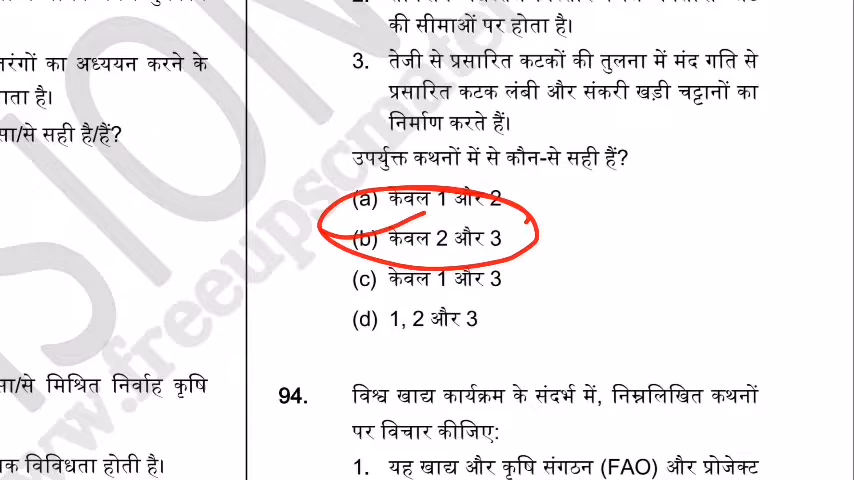 की सीमाओं पर होता है।
तरंगों का अध्ययन करने के
3. तेजी से प्रसारित कटकों की तुलना में मंद गति से
प्रसारित कटक लंबी और संकरी खड़ी चट्टानों का
निर्माण करते हैं।
उपर्युक्त कथनों में से कौन-से सही हैं?
(a) केवल 1 और 2
(b) केवल 2 और 3
(c) केवल 1 और 3
(d) 1, 2 और 3
सा/से सही है/हैं?
सा/से मिश्रित निर्वाह कृषि
विविधता होती है।
94. विश्व खाद्य कार्यक्रम के संदर्भ में, निम्नलिखित कथनों
पर विचार कीजिए:
1. यह खाद्य और कृषि संगठन (FAO) और प्रोजेक्ट